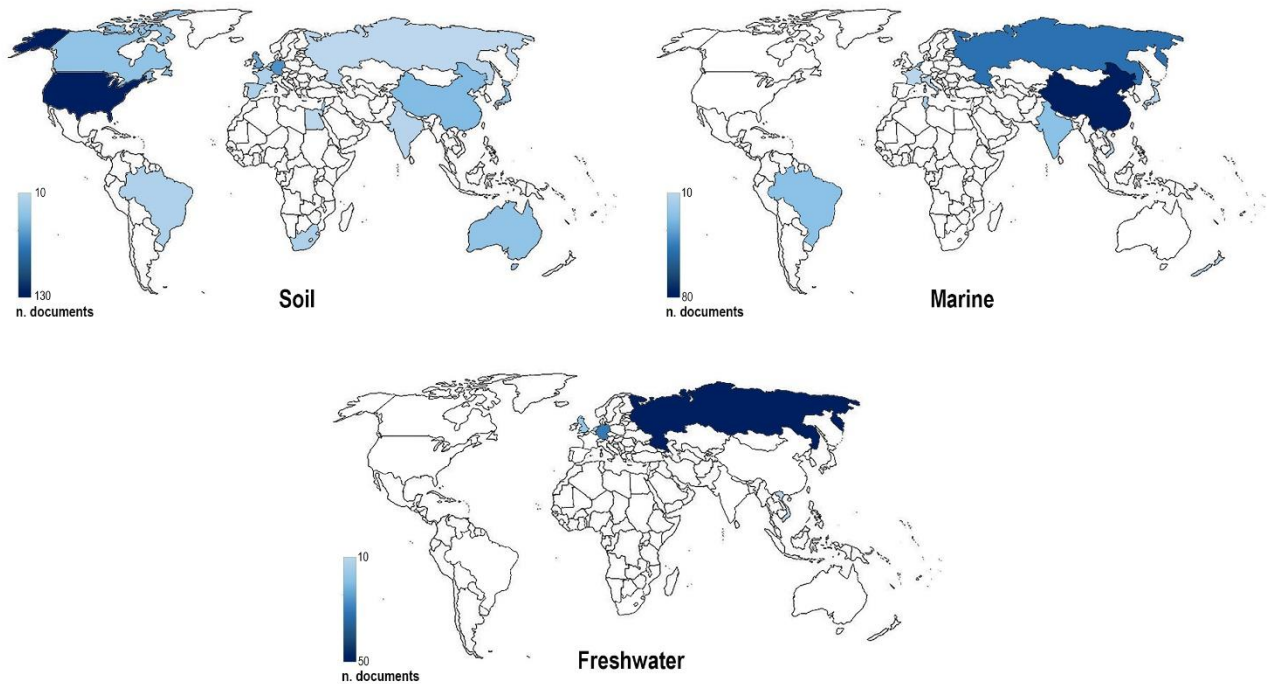 10
130
n. documents
Soil
10
80
n. documents
Marine
10
50
n. documents
Freshwater